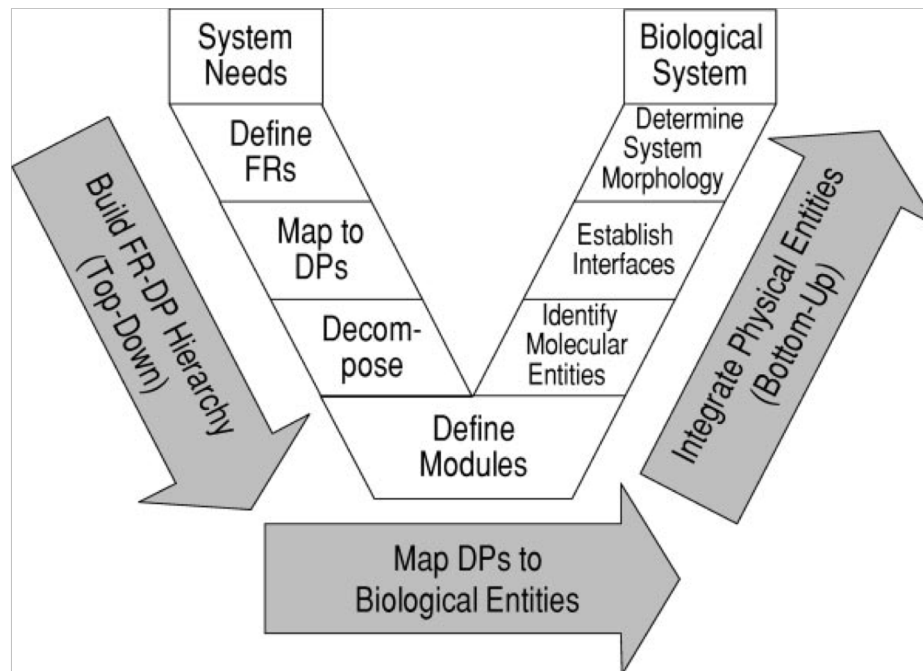 System
Needs
Define
FRs
Map to
DPs
Decom-
pose
Define
Modules
Biological
System
Determine
System
Morphology
Establish
Interfaces
Identify
Molecular
Entities
Build FR-DP Hierarchy
(Top-Down)
Map DPs to
Biological Entities
Integrate Physical Entities
(Bottom-Up)